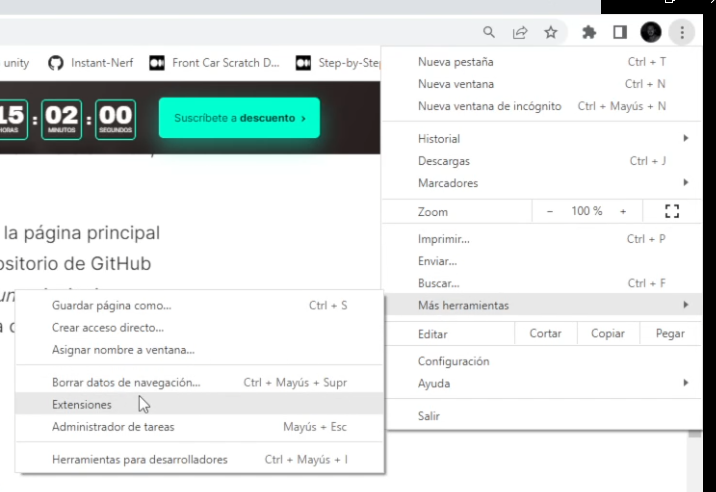 unity
Instant-Nerf
Front Car Scratch D...
Step-by-Step
15 : 02 : 00
HORAS MINUTOS SEGUNDOS
Suscríbete a descuento ›
la página principal
ositorio de GitHub
un
a
Nueva pestaña Ctrl + T
Nueva ventana Ctrl + N
Nueva ventana de incógnito Ctrl + Mayús + N
Historial
Descargas Ctrl + J
Marcadores
Zoom − 100 % +
Imprimir... Ctrl + P
Enviar...
Buscar... Ctrl + F
Más herramientas
Editar Cortar Copiar Pegar
Configuración
Ayuda
Salir
Guardar página como... Ctrl + S
Crear acceso directo...
Asignar nombre a ventana...
Borrar datos de navegación... Ctrl + Mayús + Supr
Extensiones
Administrador de tareas Mayús + Esc
Herramientas para desarrolladores Ctrl + Mayús + I